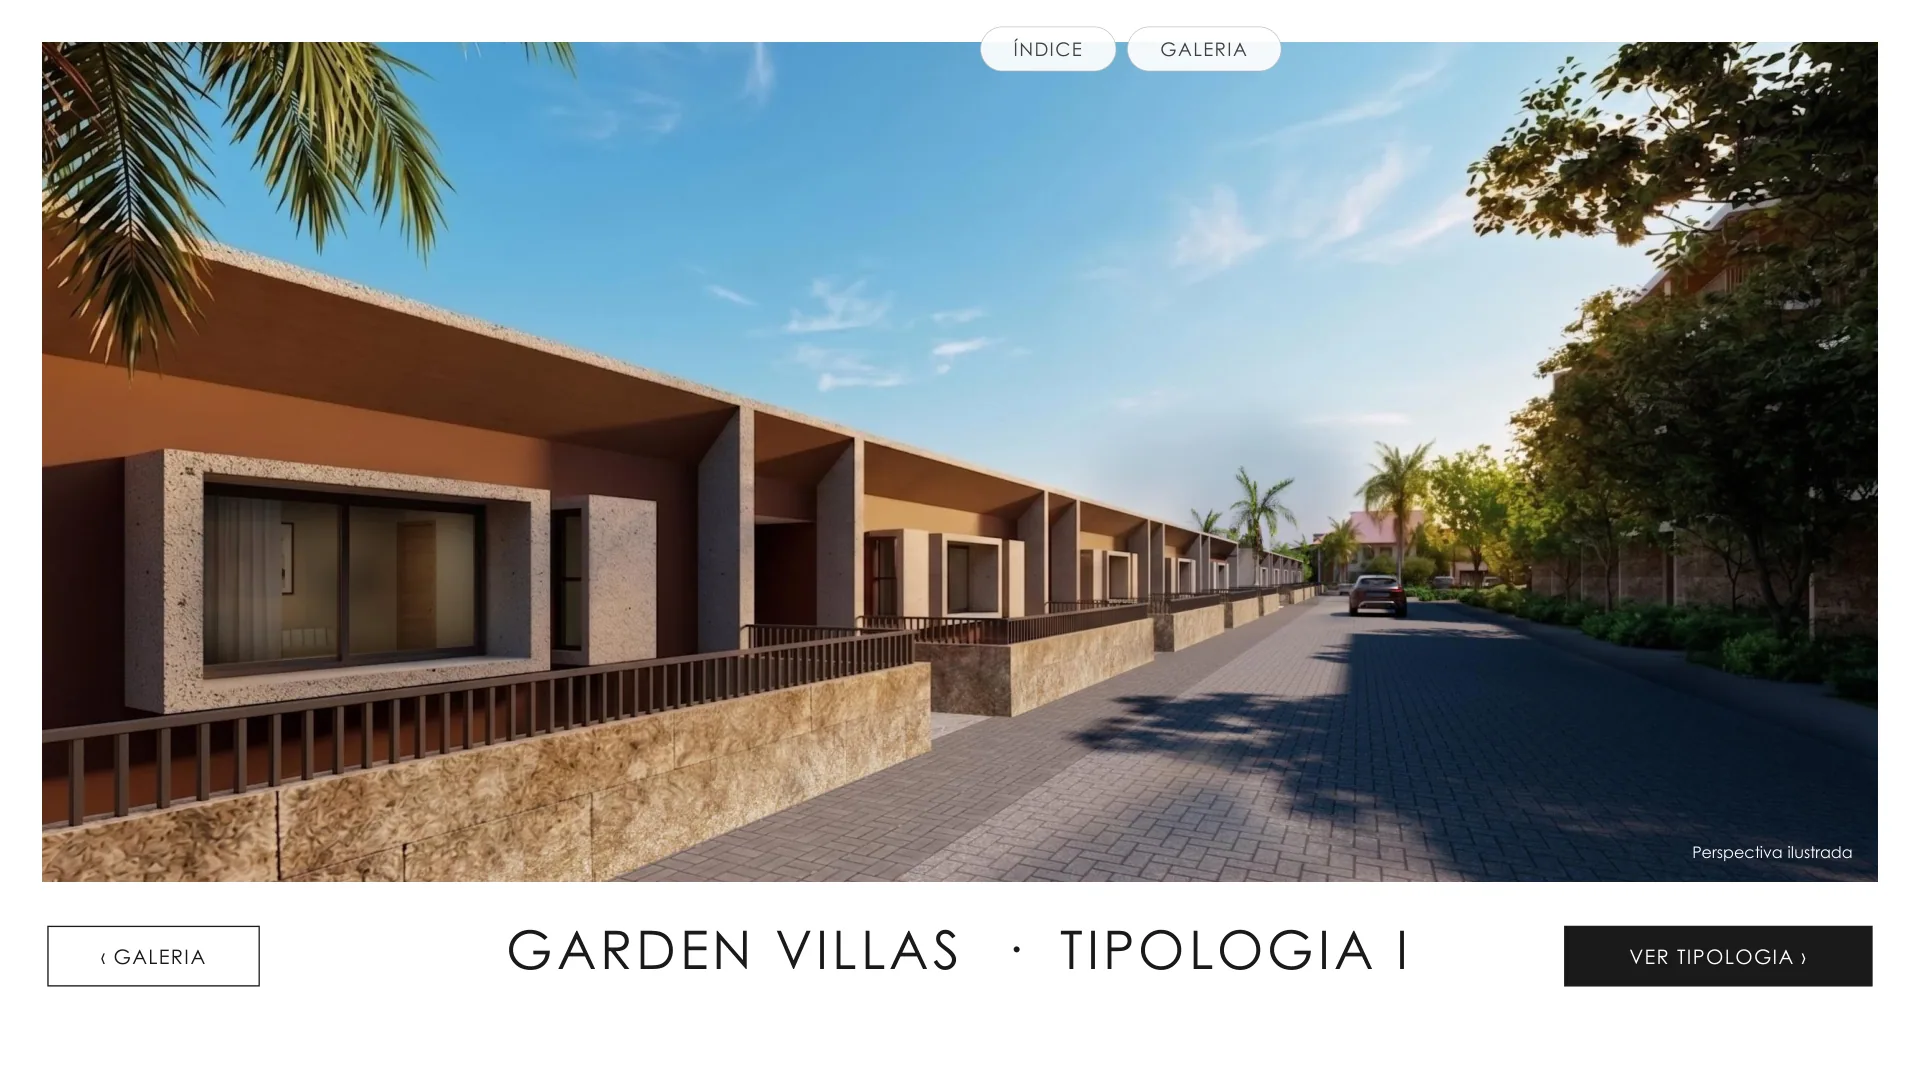 ÍNDICE
GALERIA
Perspectiva ilustrada
‹ GALERIA
GARDEN VILLAS · TIPOLOGIA I
VER TIPOLOGIA ›